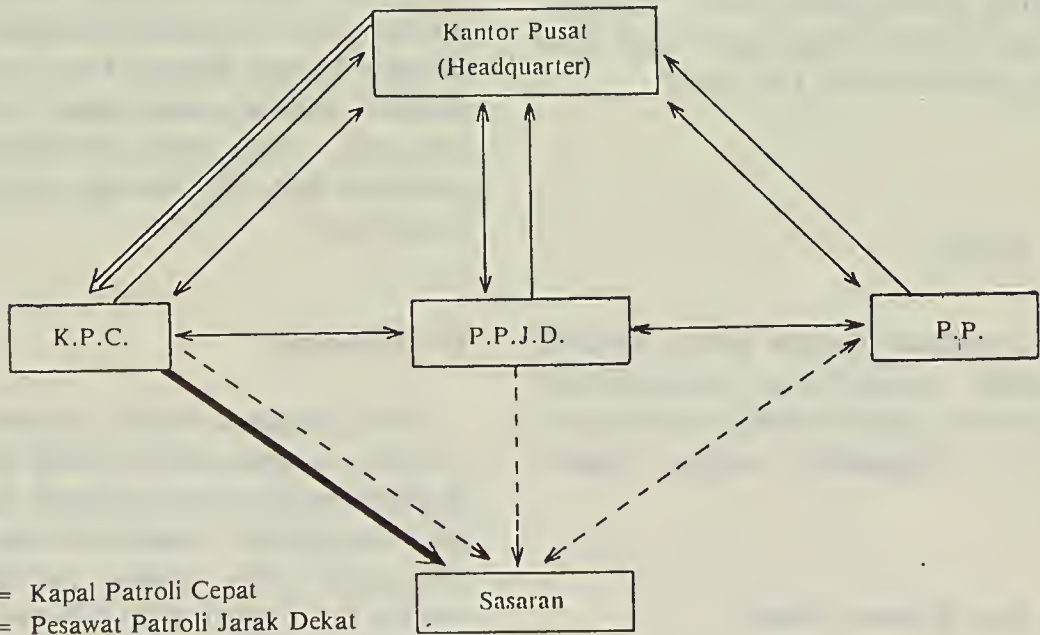 Kantor Pusat
(Headquarter)
K.P.C.
P.P.J.D.
P.P.
Sasaran
= Kapal Patroli Cepat
= Pesawat Patroli Jarak Dekat